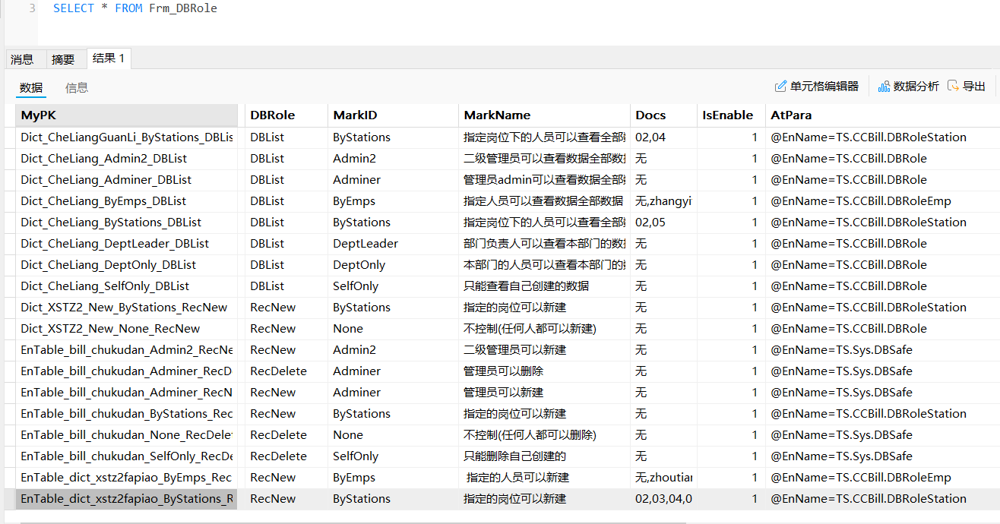 3 SELECT * FROM Frm_DBRole
消息 摘要 结果 1
数据 信息 单元格编辑器 数据分析 导出
MyPK DBRole MarkID MarkName Docs IsEnable AtPara
Dict_CheLiangGuanLi_ByStations_DBLis DBList ByStations 指定岗位下的人员可以查看全部 02,04 1 @EnName=TS.CCBill.DBRoleStation
Dict_CheLiang_Admin2_DBList DBList Admin2 二级管理员可以查看数据全部数 无 1 @EnName=TS.CCBill.DBRole
Dict_CheLiang_Adminer_DBList DBList Adminer 管理员admin可以查看数据全部 无 1 @EnName=TS.CCBill.DBRole
Dict_CheLiang_ByEmps_DBList DBList ByEmps 指定人员可以查看数据全部数据 无,zhangyi 1 @EnName=TS.CCBill.DBRoleEmp
Dict_CheLiang_ByStations_DBList DBList ByStations 指定岗位下的人员可以查看全部 02,05 1 @EnName=TS.CCBill.DBRoleStation
Dict_CheLiang_DeptLeader_DBList DBList DeptLeader 部门负责人可以查看本部门的数 无 1 @EnName=TS.CCBill.DBRole
Dict_CheLiang_DeptOnly_DBList DBList DeptOnly 本部门的人员可以查看本部门的 无 1 @EnName=TS.CCBill.DBRole
Dict_CheLiang_SelfOnly_DBList DBList SelfOnly 只能查看自己创建的数据 无 1 @EnName=TS.CCBill.DBRole
Dict_XSTZ2_New_ByStations_RecNew RecNew ByStations 指定的岗位可以新建 无 1 @EnName=TS.CCBill.DBRoleStation
Dict_XSTZ2_New_None_RecNew RecNew None 不控制(任何人都可以新建) 无 1 @EnName=TS.CCBill.DBRole
EnTable_bill_chukudan_Admin2_RecNe RecNew Admin2 二级管理员可以新建 无 1 @EnName=TS.Sys.DBSafe
EnTable_bill_chukudan_Adminer_RecD RecDelete Adminer 管理员可以删除 无 1 @EnName=TS.Sys.DBSafe
EnTable_bill_chukudan_Adminer_RecN RecNew Adminer 管理员可以新建 无 1 @EnName=TS.Sys.DBSafe
EnTable_bill_chukudan_ByStations_Rec RecNew ByStations 指定的岗位可以新建 无 1 @EnName=TS.CCBill.DBRoleStation
EnTable_bill_chukudan_None_RecDele RecDelete None 不控制(任何人都可以删除) 无 1 @EnName=TS.Sys.DBSafe
EnTable_bill_chukudan_SelfOnly_RecDe RecDelete SelfOnly 只能删除自己创建的 无 1 @EnName=TS.Sys.DBSafe
EnTable_dict_xstz2fapiao_ByEmps_Rec RecNew ByEmps 指定的人员可以新建 无,zhoutian 1 @EnName=TS.CCBill.DBRoleEmp
EnTable_dict_xstz2fapiao_ByStations_R RecNew ByStations 指定的岗位可以新建 02,03,04,0 1 @EnName=TS.CCBill.DBRoleStation